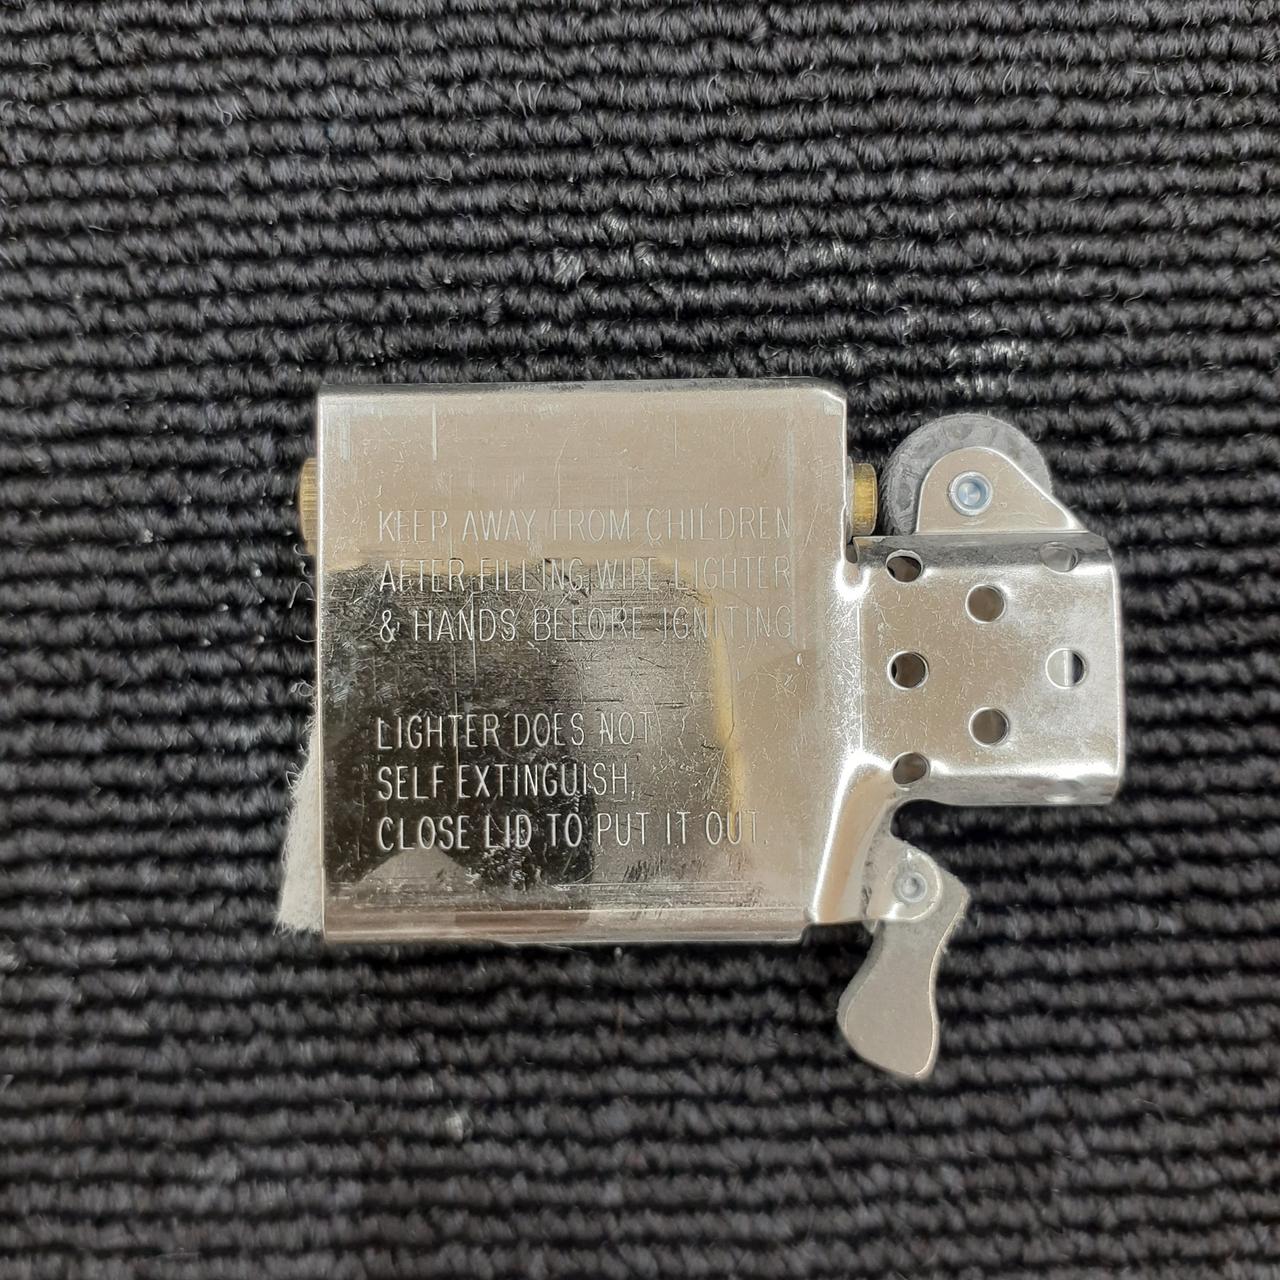 KEEP AWAY FROM CHILDREN
AFTER FILLING WIPE LIGHTER
& HANDS BEFORE IGNITING
LIGHTER DOES NOT
SELF EXTINGUISH,
CLOSE LID TO PUT IT OUT.